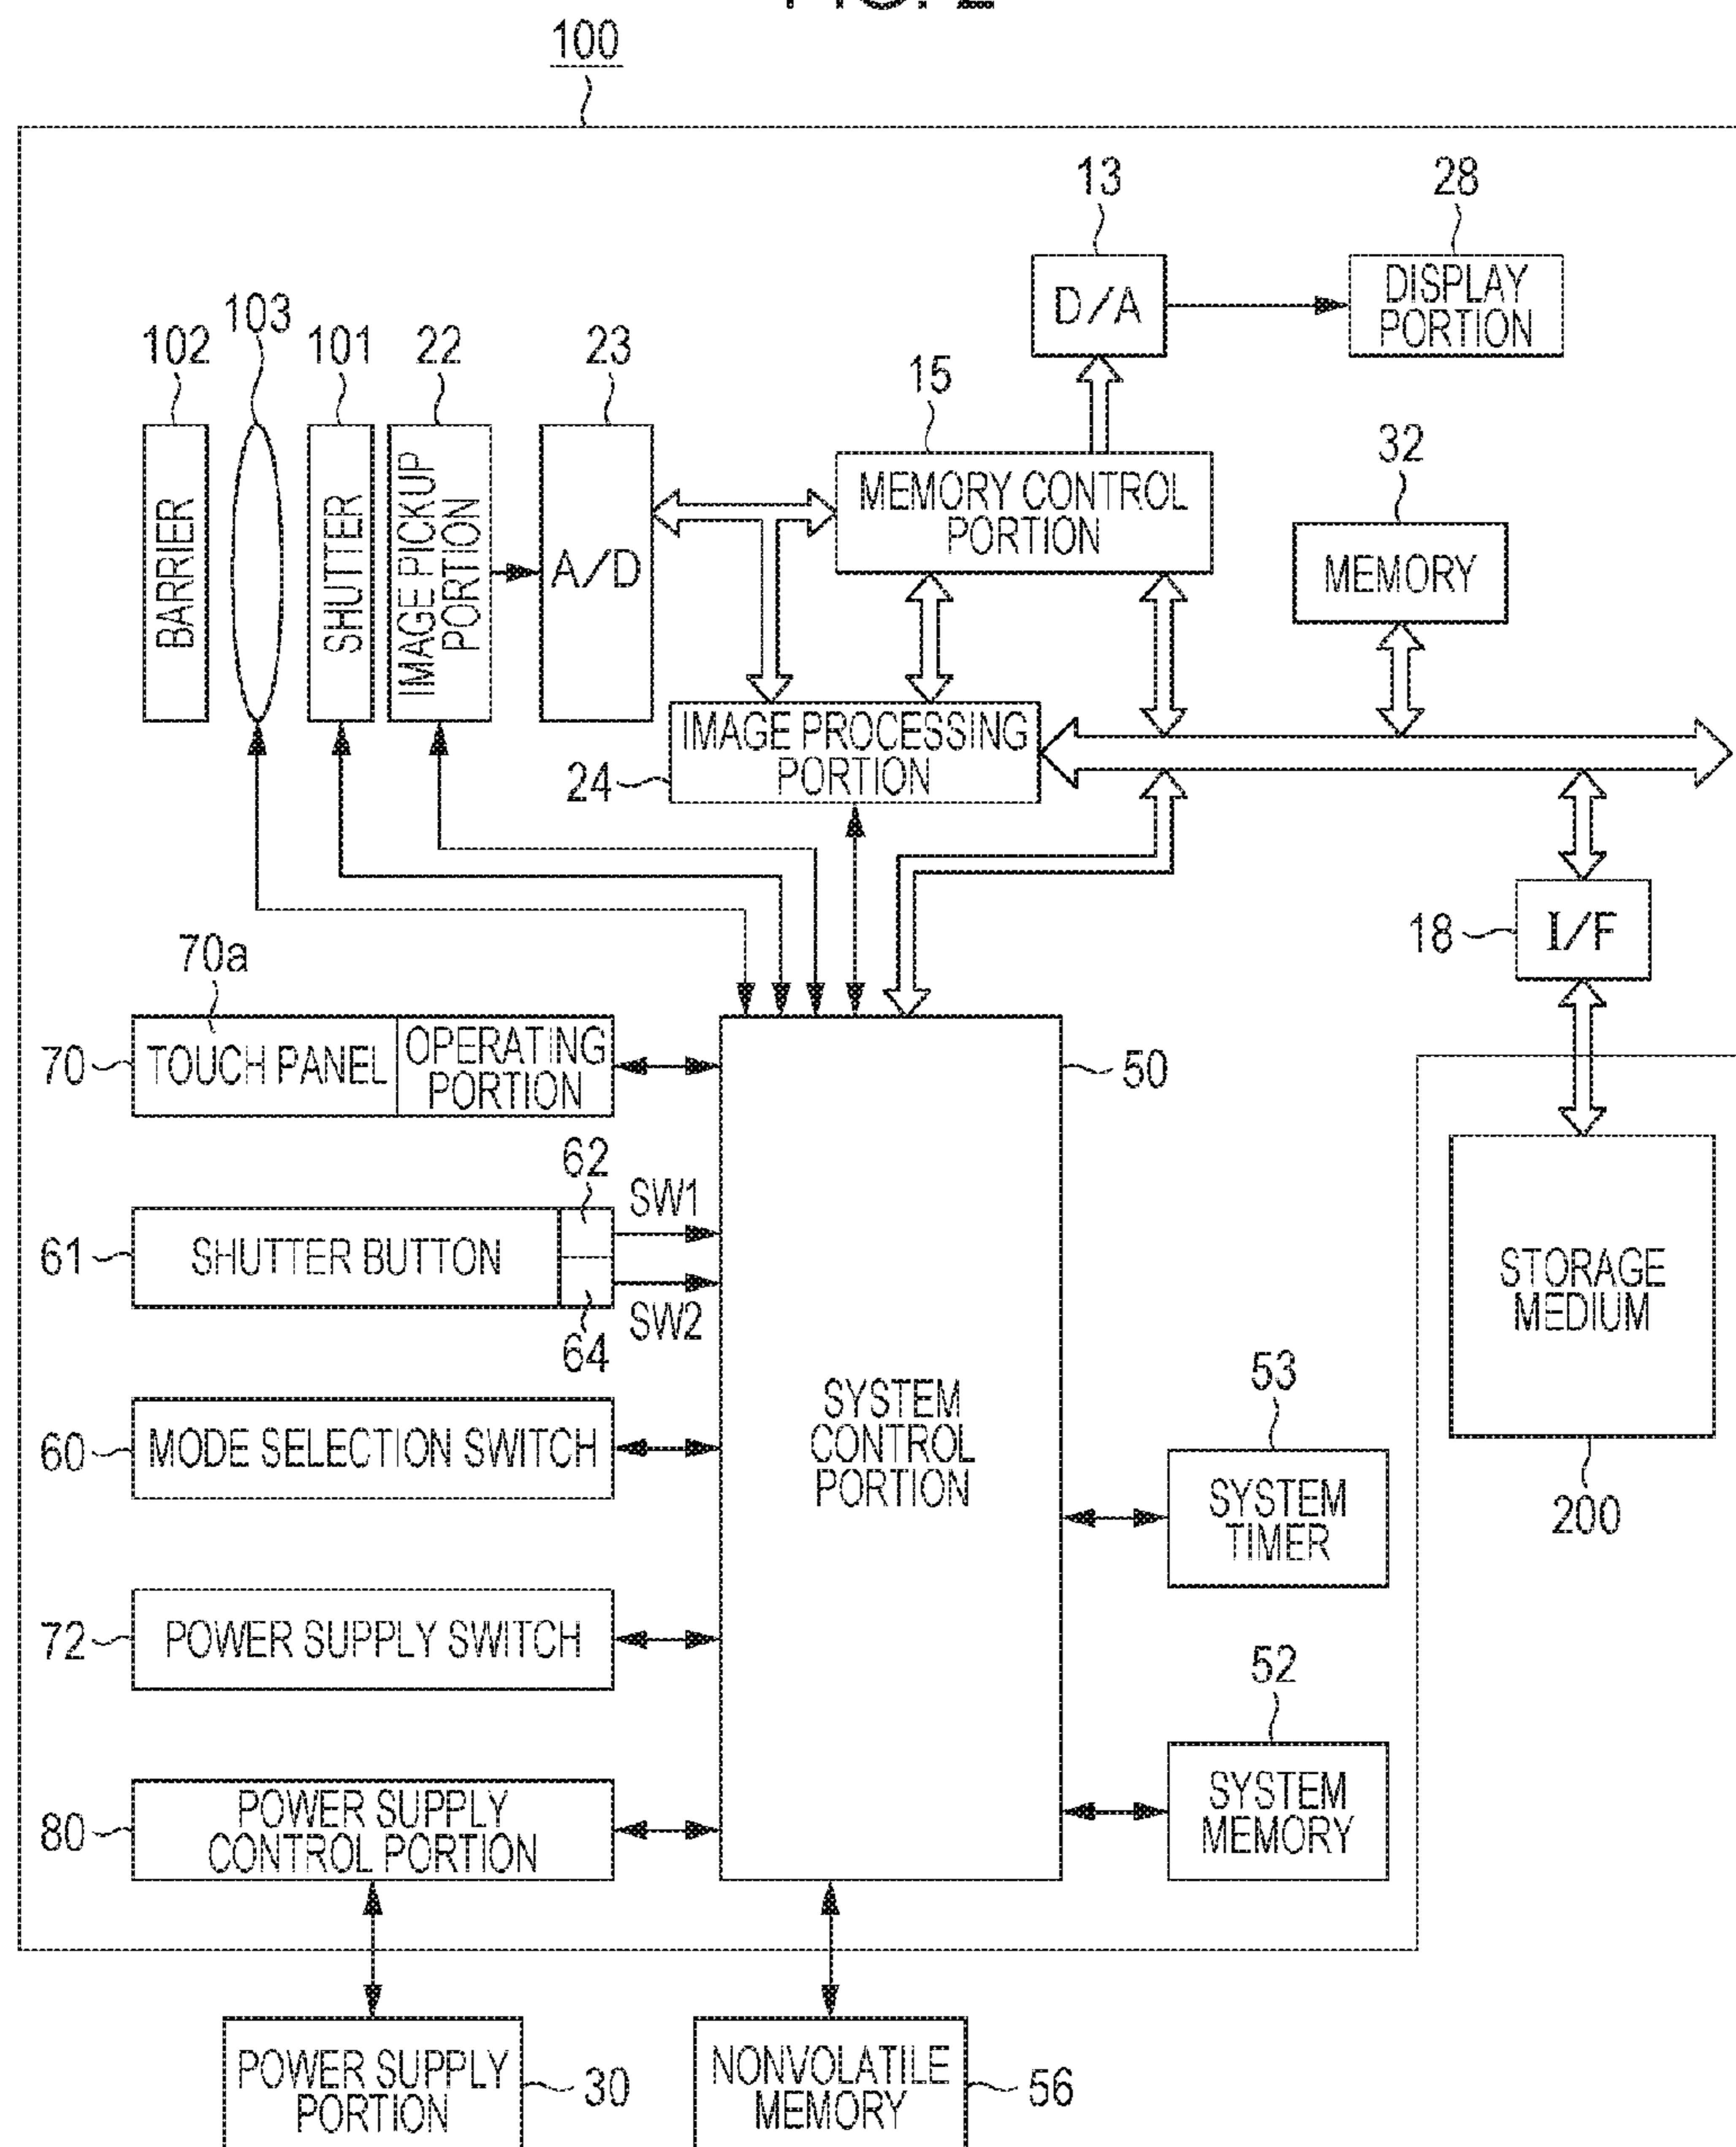 100
13
28
D/A
DISPLAY
PORTION
102
103
101
22
23
15
32
BARRIER
SHUTTER
IMAGE PICKUP
PORTION
A/D
MEMORY CONTROL
PORTION
MEMORY
IMAGE PROCESSING
PORTION
24
18
I/F
70a
70
TOUCH PANEL
OPERATING
PORTION
50
62
SW1
61
SHUTTER BUTTON
SW2
64
STORAGE
MEDIUM
200
60
MODE SELECTION SWITCH
SYSTEM
CONTROL
PORTION
53
SYSTEM
TIMER
72
POWER SUPPLY SWITCH
52
SYSTEM
MEMORY
80
POWER SUPPLY
CONTROL PORTION
POWER SUPPLY
PORTION
30
NONVOLATILE
MEMORY
56